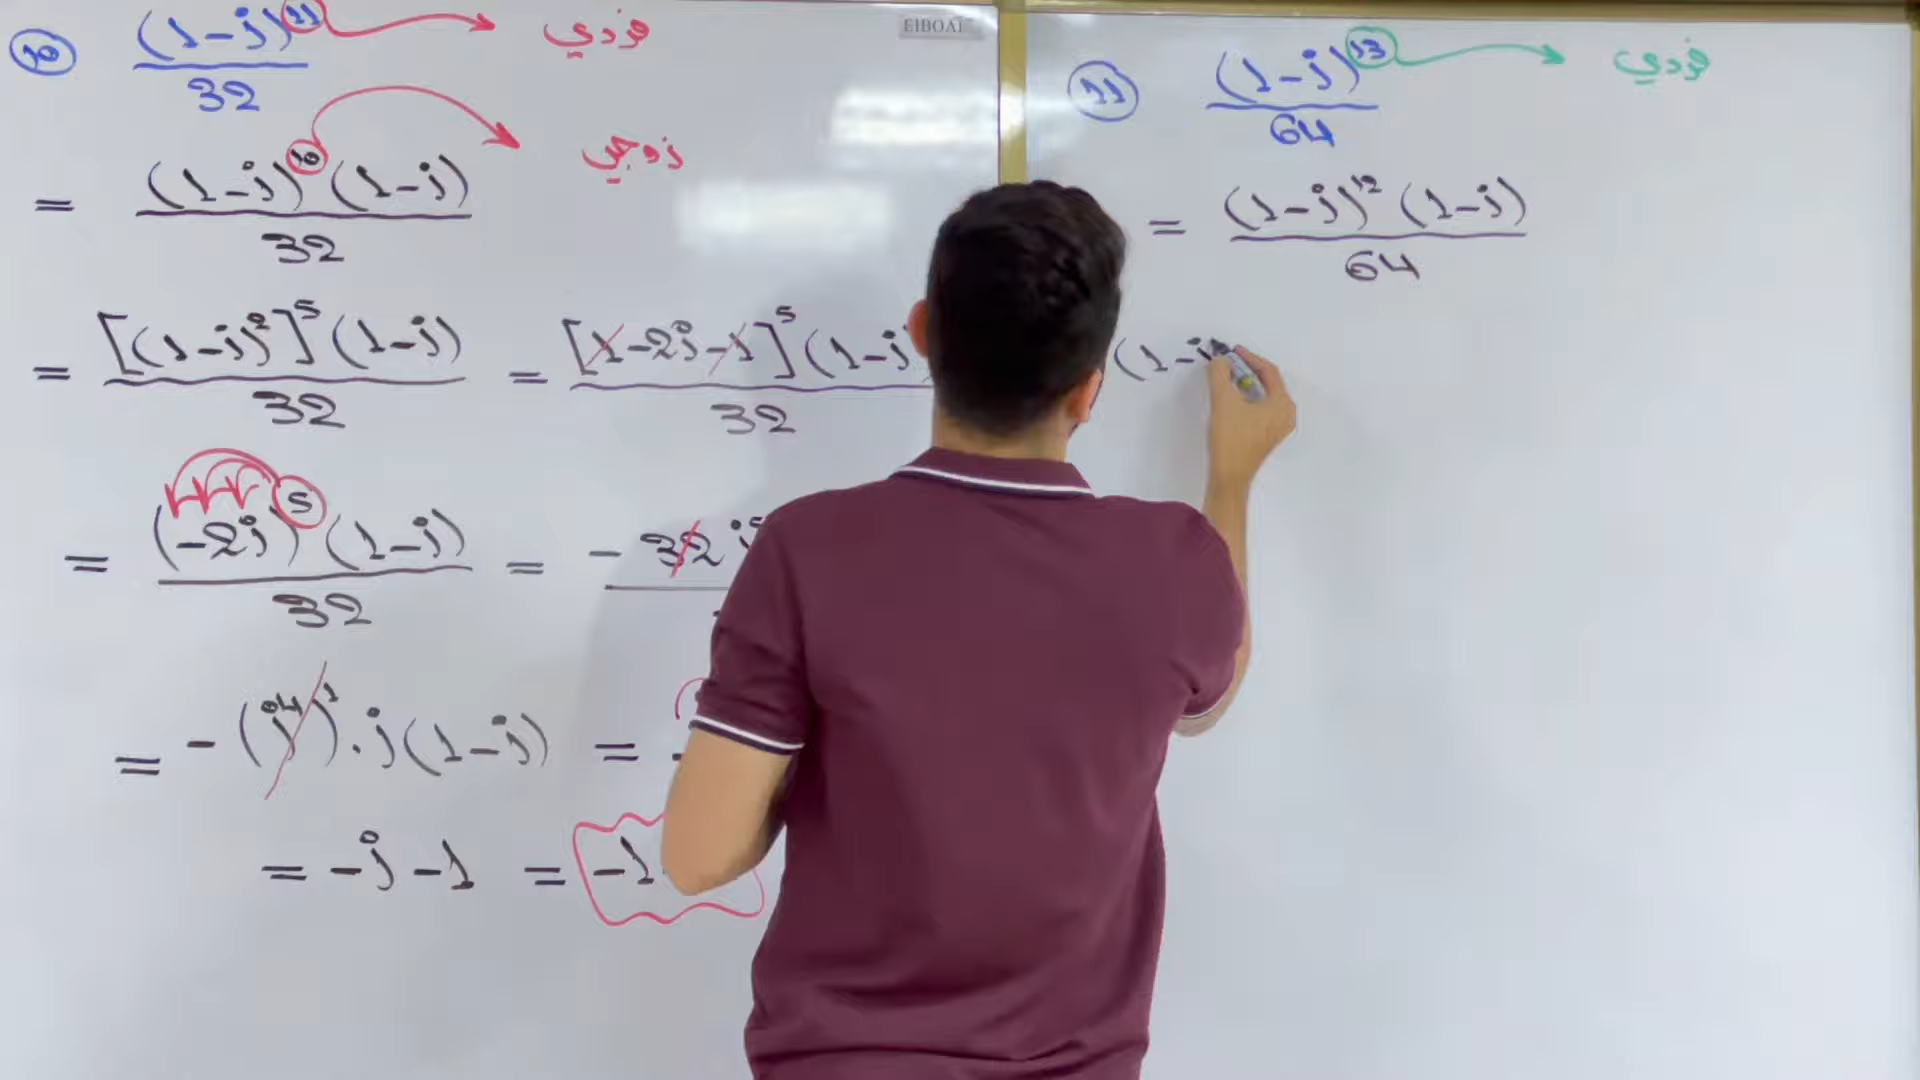 EIBOAI
10 (1-i)^11 / 32 فردي
= (1-i)^10 (1-i) / 32 زوجي
= [(1-i)^2]^5 (1-i) / 32 = [1-2i-1]^5 (1-i / 32
= (-2i)^5 (1-i) / 32 = - 32 i^5
= -(i^4)^1 . i(1-i) =
= -i -1 = -1
11 (1-i)^13 / 64 فردي
= (1-i)^12 (1-i) / 64
(1-i